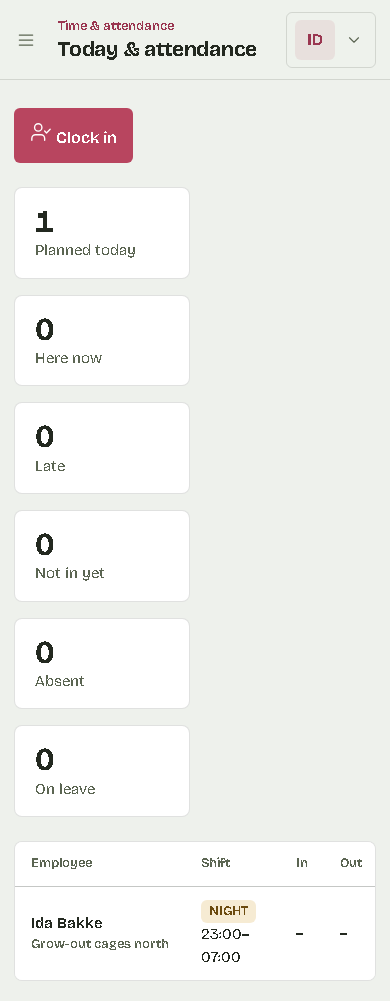 Time & attendance
Today & attendance
ID
Clock in
1
Planned today
0
Here now
0
Late
0
Not in yet
0
Absent
0
On leave
Employee Shift In Out
Ida Bakke
Grow-out cages north
NIGHT
23:00–
07:00
–
–